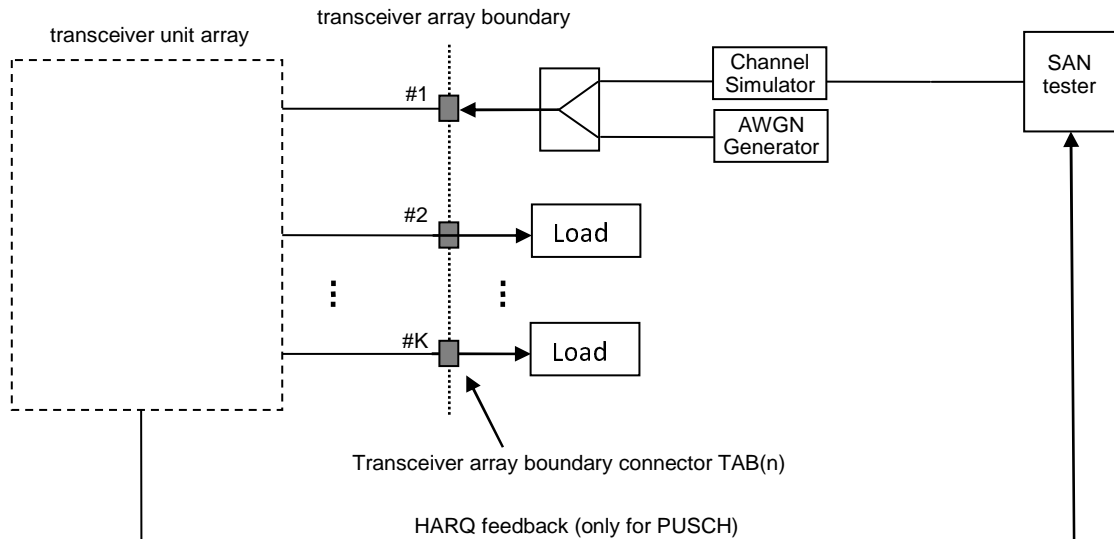 transceiver array boundary
transceiver unit array
Channel
Simulator
SAN
tester
#1
AWGN
Generator
#2
Load
#K
Load
Transceiver array boundary connector TAB(n)
HARQ feedback (only for PUSCH)